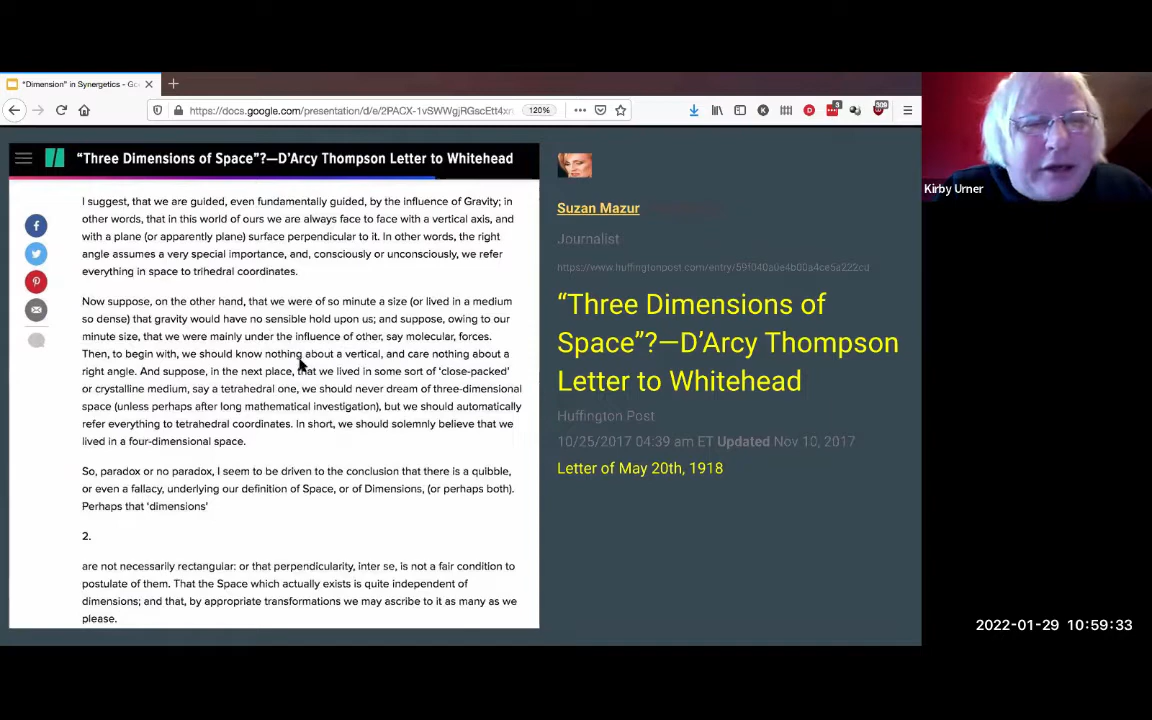 "Dimension" in Synergetics - Go
https://docs.google.com/presentation/d/e/2PACX-1vSWWgjRGscEtt4x
120%
3
509
"Three Dimensions of Space"?—D'Arcy Thompson Letter to Whitehead
I suggest, that we are guided, even fundamentally guided, by the influence of Gravity; in
other words, that in this world of ours we are always face to face with a vertical axis, and
with a plane (or apparently plane) surface perpendicular to it. In other words, the right
angle assumes a very special importance, and, consciously or unconsciously, we refer
everything in space to trihedral coordinates.
Now suppose, on the other hand, that we were of so minute a size (or lived in a medium
so dense) that gravity would have no sensible hold upon us; and suppose, owing to our
minute size, that we were mainly under the influence of other, say molecular, forces.
Then, to begin with, we should know nothing about a vertical, and care nothing about a
right angle. And suppose, in the next place, that we lived in some sort of 'close-packed'
or crystalline medium, say a tetrahedral one, we should never dream of three-dimensional
space (unless perhaps after long mathematical investigation), but we should automatically
refer everything to tetrahedral coordinates. In short, we should solemnly believe that we
lived in a four-dimensional space.
So, paradox or no paradox, I seem to be driven to the conclusion that there is a quibble,
or even a fallacy, underlying our definition of Space, or of Dimensions, (or perhaps both).
Perhaps that 'dimensions'
2.
are not necessarily rectangular: or that perpendicularity, inter se, is not a fair condition to
postulate of them. That the Space which actually exists is quite independent of
dimensions; and that, by appropriate transformations we may ascribe to it as many as we
please.
Suzan Mazur
Journalist
https://www.huffingtonpost.com/entry/59f040a0e4b00a4ce5a222cd
"Three Dimensions of
Space"?—D'Arcy Thompson
Letter to Whitehead
Huffington Post
10/25/2017 04:39 am ET Updated Nov 10, 2017
Letter of May 20th, 1918
Kirby Urner
2022-01-29 10:59:33